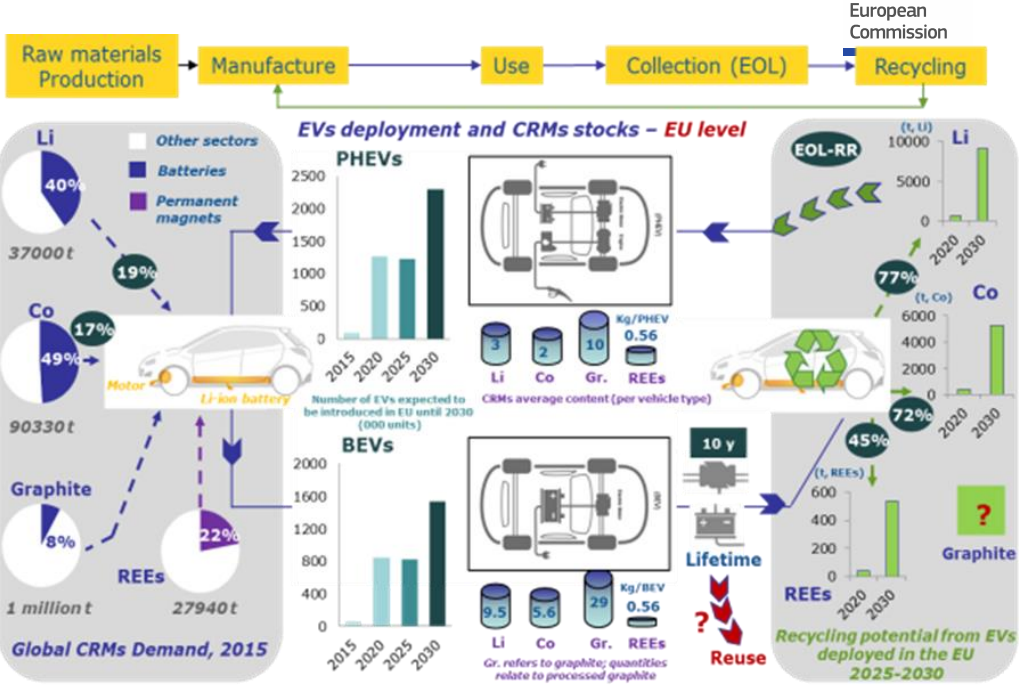 European
Commission
Raw materials
Production
Manufacture
Use
Collection (EOL)
Recycling
EVs deployment and CRMs stocks – EU level
Li
40%
37000 t
Other sectors
Batteries
Permanent
magnets
19%
Co
17%
49%
90330 t
Motor
Li-ion battery
Graphite
8%
1 million t
REEs
22%
27940 t
Global CRMs Demand, 2015
PHEVs
2500
2000
1500
1000
500
0
2015
2020
2025
2030
Number of EVs expected to
be introduced in EU until 2030
(000 units)
BEVs
2000
1600
1200
800
400
0
2015
2020
2025
2030
(PHEV)
3
2
10
Kg/PHEV
0.56
Li
Co
Gr.
REEs
CRMs average content (per vehicle type)
(BEV)
9.5
5.6
29
Kg/BEV
0.56
Li
Co
Gr.
REEs
Gr. refers to graphite; quantities
relate to processed graphite
10 y
Lifetime
?
Reuse
EOL-RR
(t, Li)
Li
10000
5000
0
2020
2030
77%
(t, Co)
Co
6000
4000
2000
0
2020
2030
72%
45%
(t, REEs)
600
400
200
0
2020
2030
REEs
?
Graphite
Recycling potential from EVs
deployed in the EU
2025-2030